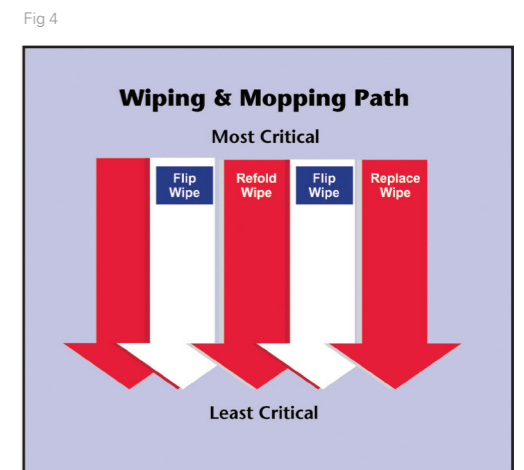 Fig 4
Wiping & Mopping Path
Most Critical
Flip
Wipe
Refold
Wipe
Flip
Wipe
Replace
Wipe
Least Critical